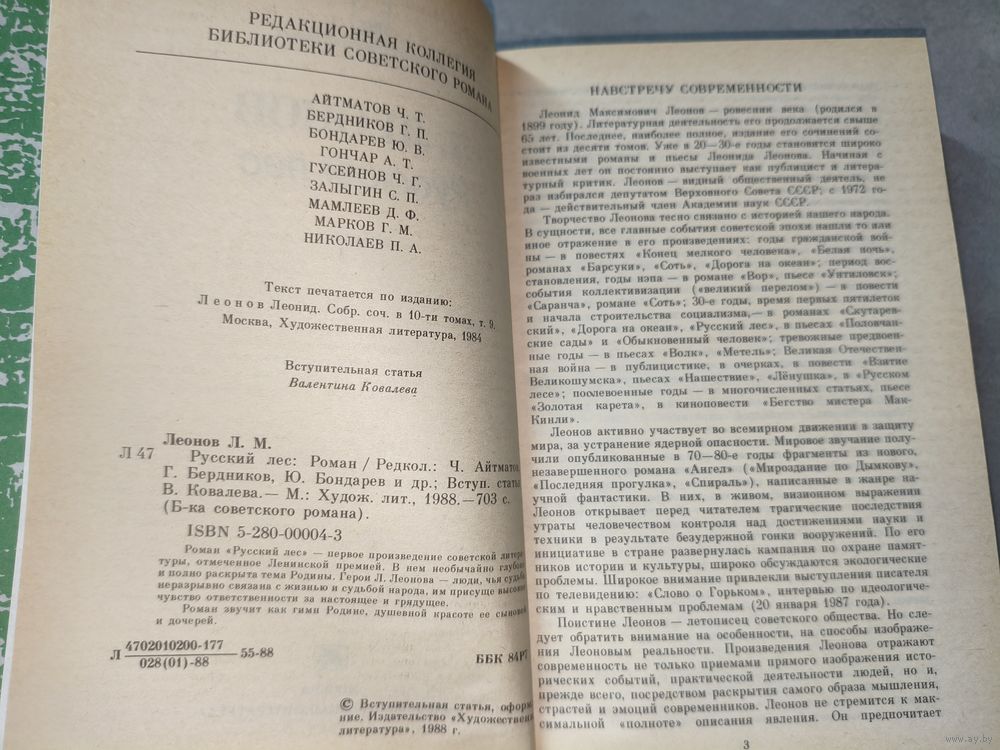 РЕДАКЦИОННАЯ КОЛЛЕГИЯ
БИБЛИОТЕКИ СОВЕТСКОГО РОМАНА
АЙТМАТОВ Ч. Т.
БЕРДНИКОВ Г. П.
БОНДАРЕВ Ю. В.
ГОНЧАР А. Т.
ГУСЕЙНОВ Ч. Г.
ЗАЛЫГИН С. П.
МАМЛЕЕВ Д. Ф.
МАРКОВ Г. М.
НИКОЛАЕВ П. А.
Текст печатается по изданию:
Леонов Леонид. Собр. соч. в 10-ти томах, т. 9.
Москва, Художественная литература, 1984
Вступительная статья
Валентина Ковалева
Леонов Л. М.
Л 47 Русский лес: Роман / Редкол.: Ч. Айтматов
Г. Бердников, Ю. Бондарев и др.; Вступ. стать
В. Ковалева.— М.: Худож. лит., 1988.—703 с.
(Б-ка советского романа).
ISBN 5-280-00004-3
Роман «Русский лес» — первое произведение советской литера
туры, отмеченное Ленинской премией. В нем необычайно глубок
и полно раскрыта тема Родины. Герои Л. Леонова — люди, чья судьб
неразрывно связана с жизнью и судьбой народа, им присуще высоко
чувство ответственности за настоящее и грядущее.
Роман звучит как гимн Родине, душевной красоте ее сыновей
и дочерей.
Л 4702010200-177 55-88
028(01)-88
ББК 84Р7
© Вступительная статья, оформ
ние. Издательство «Художествен
литература», 1988 г.
НАВСТРЕЧУ СОВРЕМЕННОСТИ
Леонид Максимович Леонов — ровесник века (родился в
1899 году). Литературная деятельность его продолжается свыше
65 лет. Последнее, наиболее полное, издание его сочинений со-
стоит из десяти томов. Уже в 20—30-е годы становятся широко
известными романы и пьесы Леонида Леонова. Начиная с
военных лет он постоянно выступает как публицист и литера-
турный критик. Леонов — видный общественный деятель, не
раз избирался депутатом Верховного Совета СССР; с 1972 го-
да — действительный член Академии наук СССР.
Творчество Леонова тесно связано с историей нашего народа.
В сущности, все главные события советской эпохи нашли то или
иное отражение в его произведениях: годы гражданской вой-
ны — в повестях «Конец мелкого человека», «Белая ночь»,
романах «Барсуки», «Соть», «Дорога на океан»; период вос-
становления, годы нэпа — в романе «Вор», пьесе «Унтиловск»;
события коллективизации («великий перелом») — в повести
«Саранча», романе «Соть»; 30-е годы, время первых пятилеток
и начала строительства социализма,— в романах «Скутарев-
ский», «Дорога на океан», «Русский лес», в пьесах «Половчан-
ские сады» и «Обыкновенный человек»; тревожные предвоен-
ные годы — в пьесах «Волк», «Метель»; Великая Отечествен-
ная война — в публицистике, в очерках, в повести «Взятие
Великошумска», пьесах «Нашествие», «Лёнушка», в «Русском
лесе»; послевоенные годы — в многочисленных статьях, пьесе
«Золотая карета», в киноповести «Бегство мистера Мак-
Кинли».
Леонов активно участвует во всемирном движении в защиту
мира, за устранение ядерной опасности. Мировое звучание полу-
чили опубликованные в 70—80-е годы фрагменты из нового,
незавершенного романа «Ангел» («Мироздание по Дымкову»,
«Последняя прогулка», «Спираль»), написанные в жанре на-
учной фантастики. В них, в живом, визионном выражении
Леонов открывает перед читателем трагические последствия
утраты человечеством контроля над достижениями науки и
техники в результате безудержной гонки вооружений. По его
инициативе в стране развернулась кампания по охране памят-
ников истории и культуры, широко обсуждаются экологические
проблемы. Широкое внимание привлекли выступления писателя
по телевидению: «Слово о Горьком», интервью по идеологиче-
ским и нравственным проблемам (20 января 1987 года).
Поистине Леонов — летописец советского общества. Но сле-
дует обратить внимание на особенности, на способы изображе-
ния Леоновым реальности. Произведения Леонова отражают
современность не только приемами прямого изображения исто-
рических событий, практической деятельности людей, но и,
прежде всего, посредством раскрытия самого образа мышления,
страстей и эмоций современников. Леонов не стремится к мак-
симальной «полноте» описания явления. Он предпочитает
3
www.ay.by